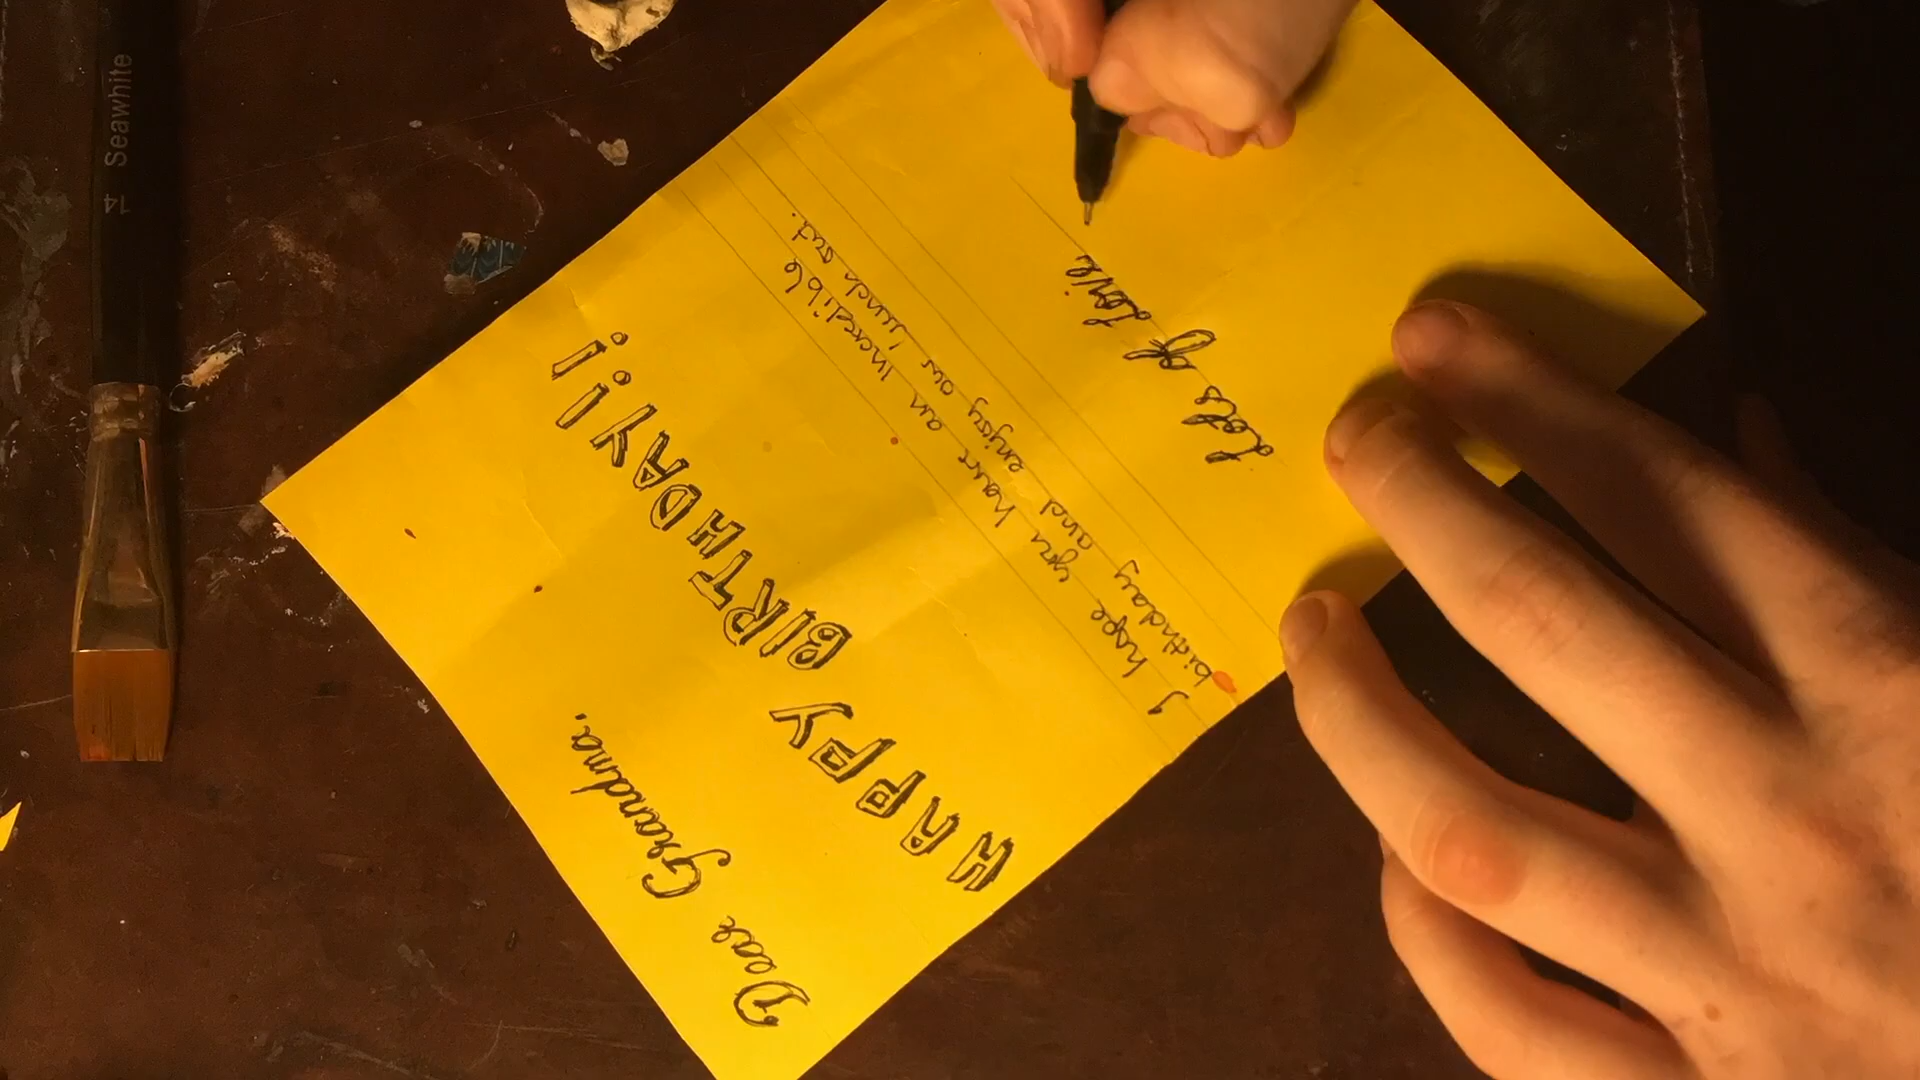 Dear Grandma.
HAPPY BIRTHDAY!!
I hope you have an incredible
birthday and enjoy our lunch out.
Lots of love
Seawhite